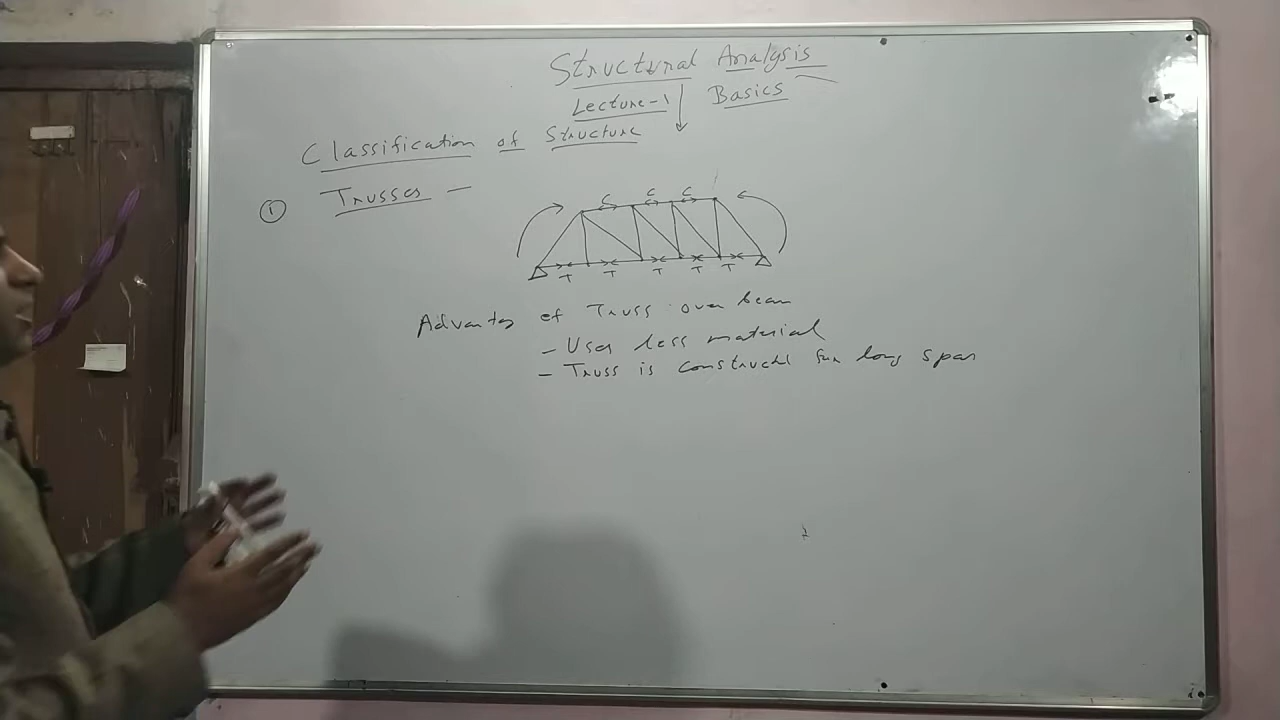 Structural Analysis
Lecture-1 Basics
Classification of Structure
① Trusses -
C C C C
T T T T T
Advantag of Truss over beam
- Uses less material
- Truss is construcktd for long span